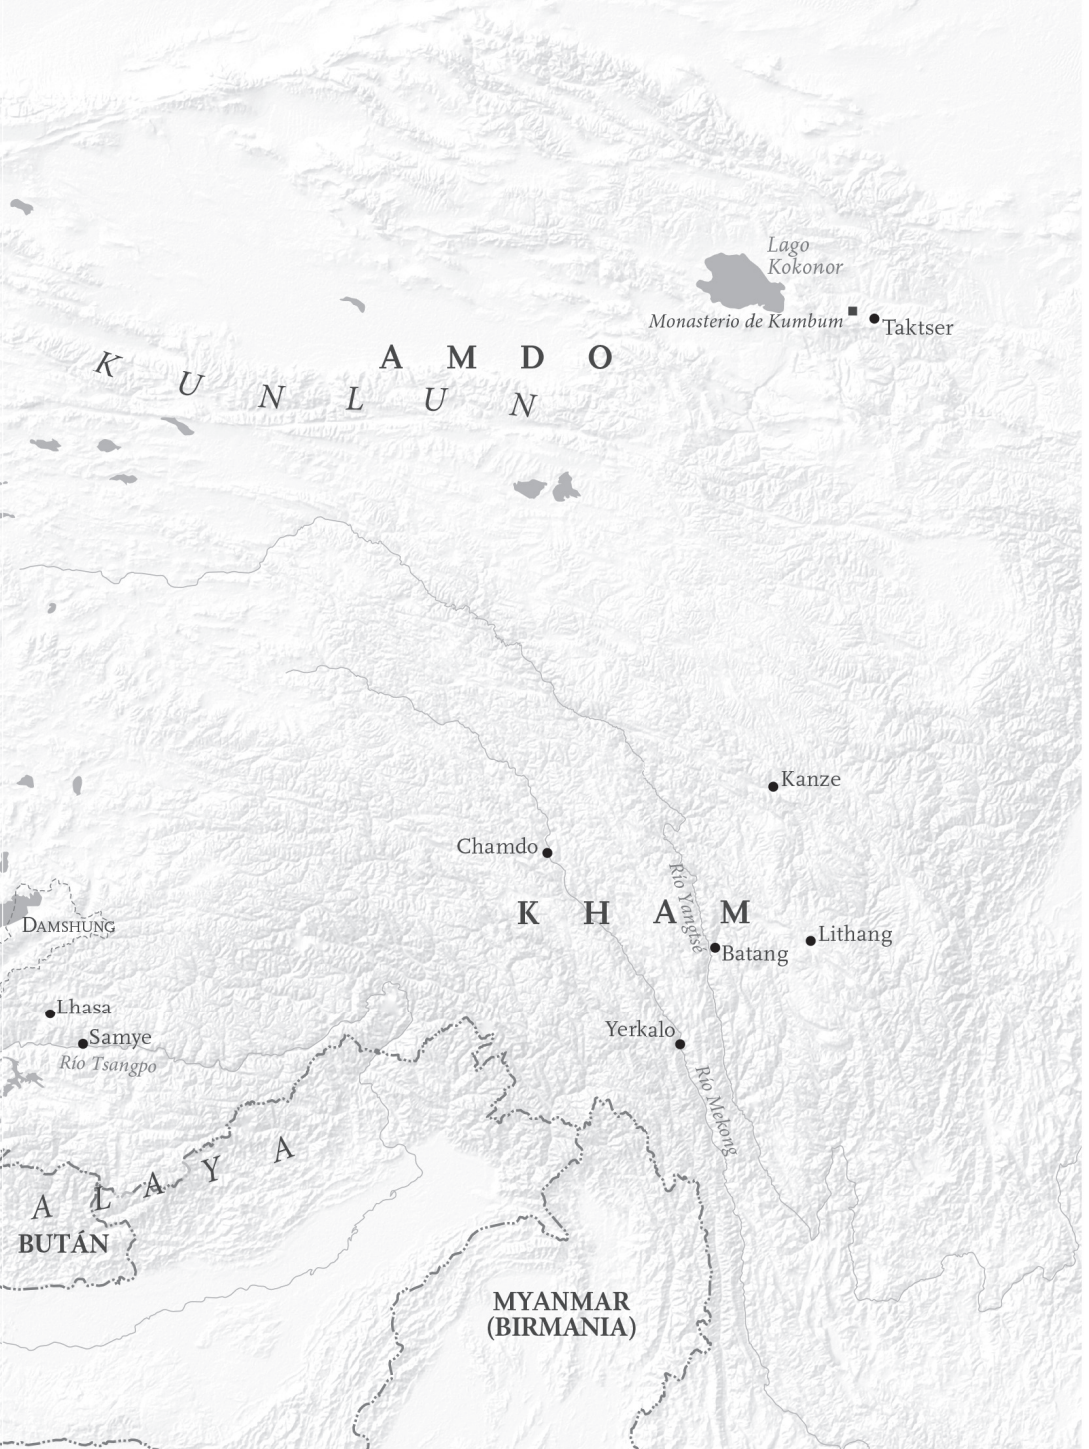 Lago
Kokonor
Monasterio de Kumbum
Taktser
A M D O
K U N L U N
Kanze
Chamdo
Río Yangtsé
K H A M
Damshung
Lithang
Batang
Lhasa
Yerkalo
Samye
Río Tsangpo
Río Mekong
A L A Y A
BUTÁN
MYANMAR
(BIRMANIA)